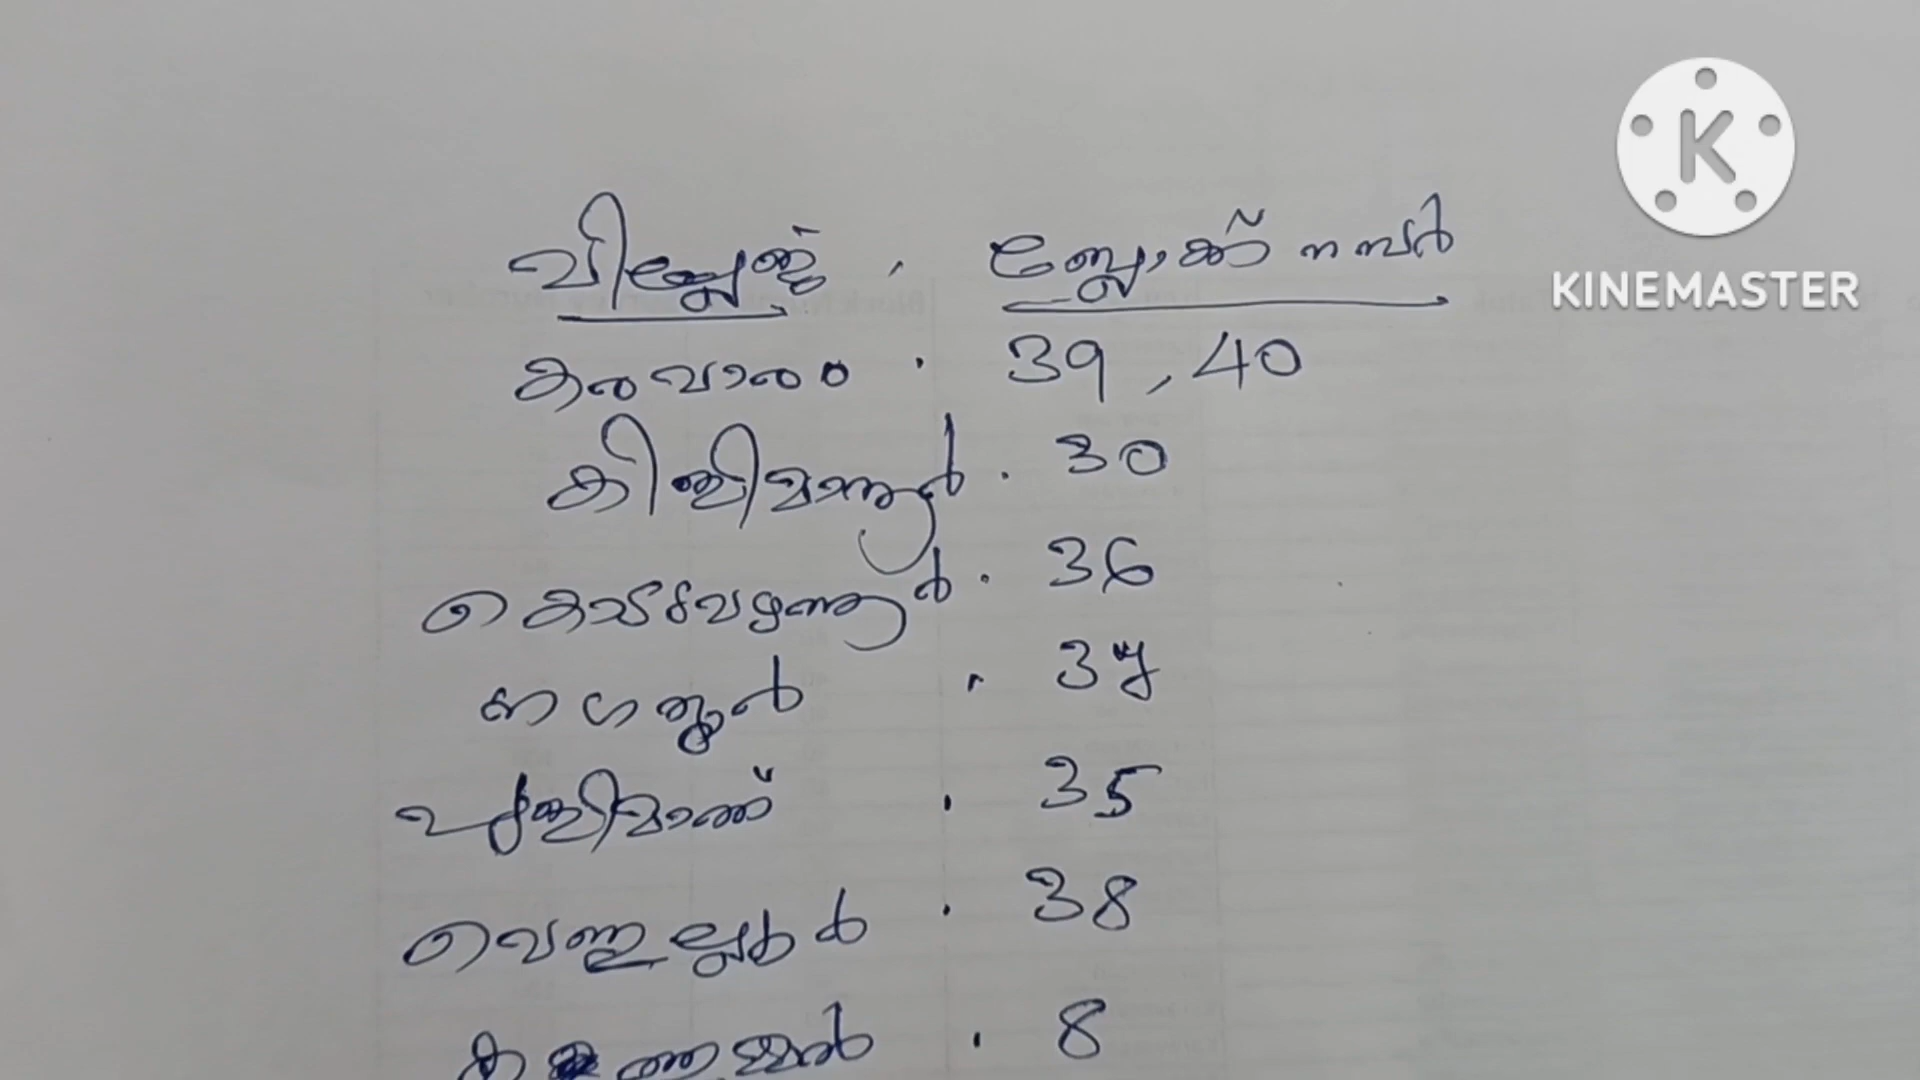 വില്ലേജ് . ബ്ലോക്ക് നമ്പർ
കരവാരം . 39, 40
കിളിമാനൂർ . 30
കൊടുവഴന്നൂർ . 36
നഗരൂർ . 37
പുളിമാത്ത് . 35
വെള്ളല്ലൂർ . 38
. 8
KINEMASTER